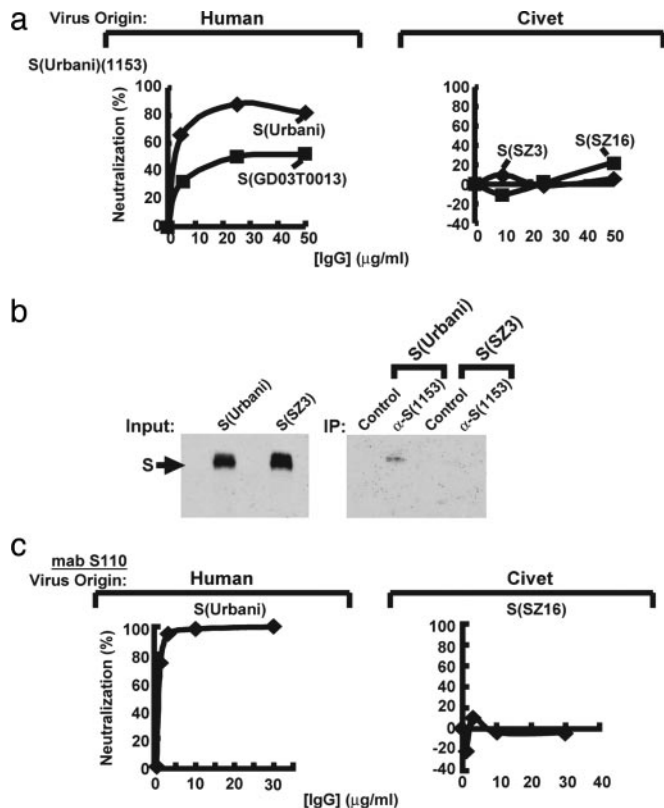 a
Virus Origin: Human Civet
S(Urbani)(1153)
Neutralization (%)
100
80
60
40
20
0
S(Urbani)
S(GD03T0013)
0 10 20 30 40 50
100
80
60
40
20
0
-20
-40
S(SZ3)
S(SZ16)
0 10 20 30 40 50
[IgG] (μg/ml)
b
S(Urbani) S(SZ3)
Control α-S(1153) Control α-S(1153)
Input: S(Urbani) S(SZ3) IP:
S
c
mab S110
Virus Origin: Human Civet
S(Urbani) S(SZ16)
Neutralization (%)
100
80
60
40
20
0
0 10 20 30
100
80
60
40
20
0
-20
-40
0 10 20 30 40
[IgG] (μg/ml)